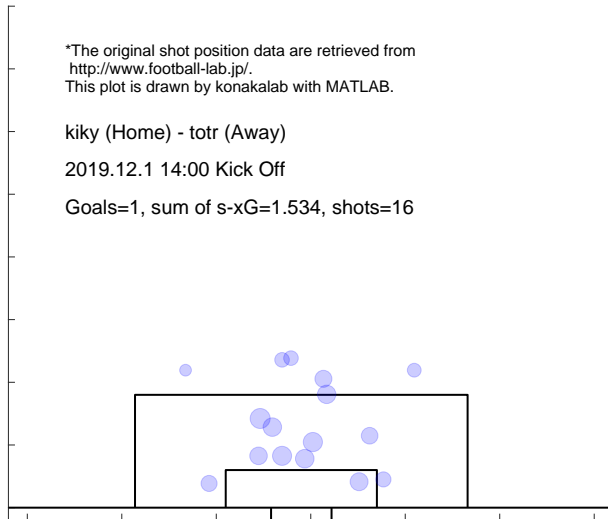 *The original shot position data are retrieved from
http://www.football-lab.jp/.
This plot is drawn by konakalab with MATLAB.
kiky (Home) - totr (Away)
2019.12.1 14:00 Kick Off
Goals=1, sum of s-xG=1.534, shots=16